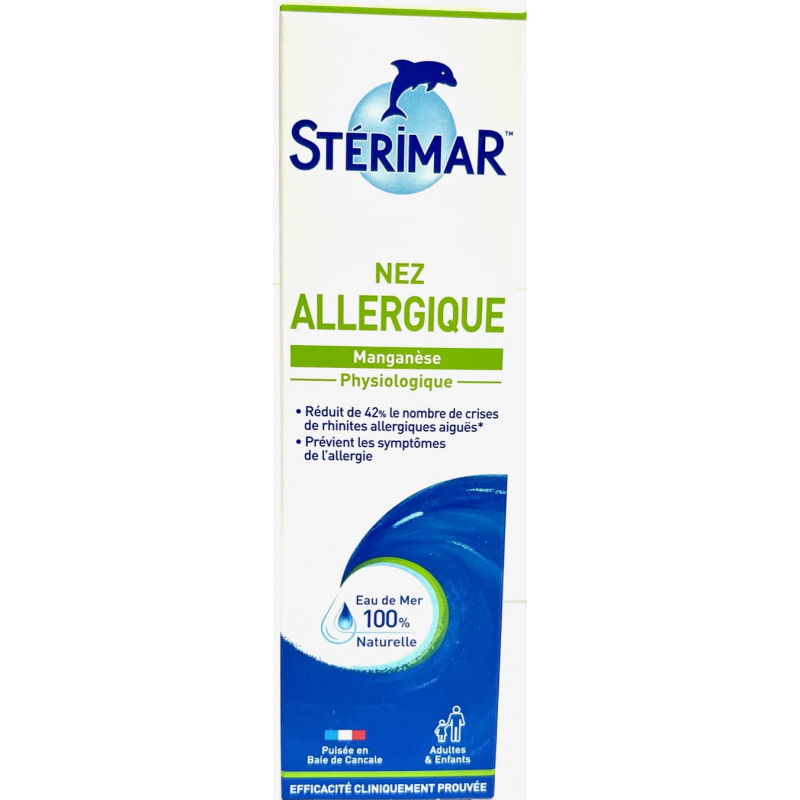 STÉRIMAR™
NEZ
ALLERGIQUE
Manganèse
Physiologique
• Réduit de 42% le nombre de crises
de rhinites allergiques aiguës*
• Prévient les symptômes
de l'allergie
Eau de Mer
100%
Naturelle
Puisée en
Baie de Cancale
Adultes
& Enfants
EFFICACITÉ CLINIQUEMENT PROUVÉE